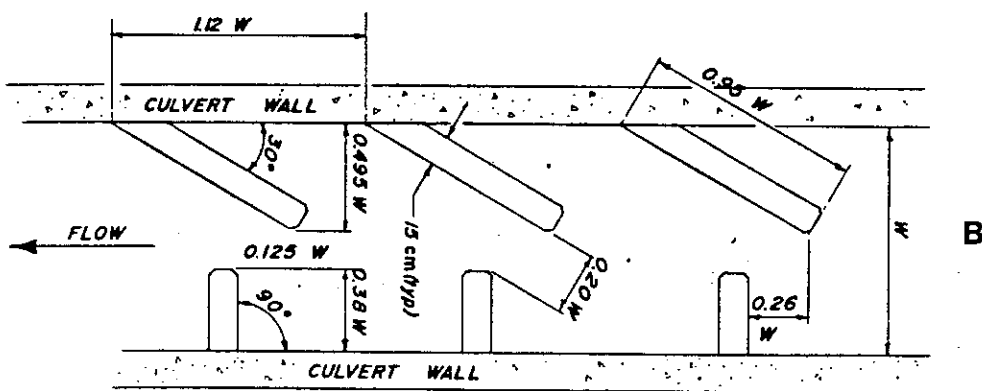 1.12 W
0.95 W
CULVERT WALL
30°
0.495 W
15 cm (typ)
W
B
FLOW
0.125 W
0.20 W
0.38 W
90°
0.26
W
CULVERT WALL